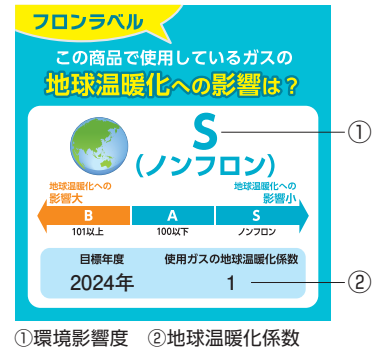 フロンラベル
この商品で使用しているガスの
地球温暖化への影響は？
S
①
(ノンフロン)
地球温暖化への
影響大
地球温暖化への
影響小
B A S
101以上 100以下 ノンフロン
目標年度 使用ガスの地球温暖化係数
2024年 1
②
①環境影響度 ②地球温暖化係数